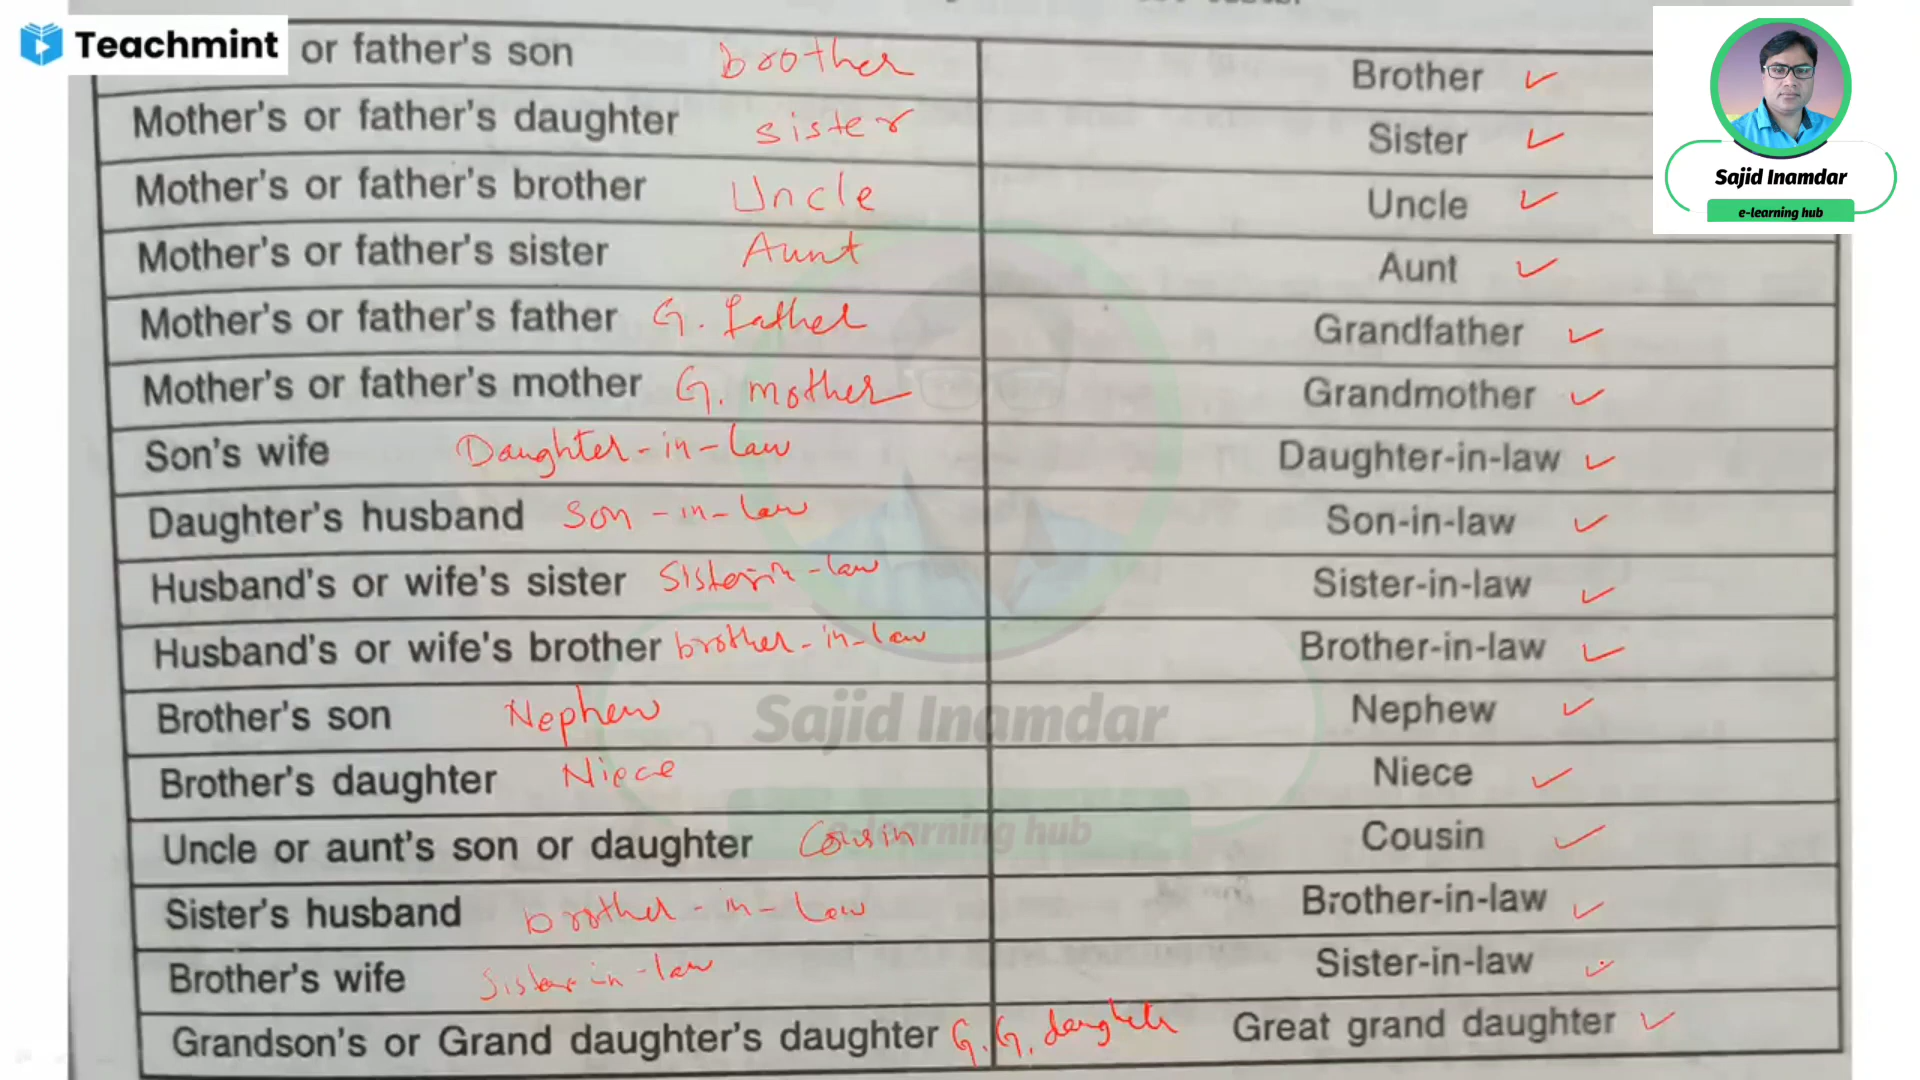 Teachmint
or father's son brother Brother
Mother's or father's daughter sister Sister
Mother's or father's brother Uncle Uncle
Mother's or father's sister Aunt Aunt
Mother's or father's father G. father Grandfather
Mother's or father's mother G. mother Grandmother
Son's wife Daughter-in-law Daughter-in-law
Daughter's husband Son-in-law Son-in-law
Husband's or wife's sister Sister-in-law Sister-in-law
Husband's or wife's brother brother-in-law Brother-in-law
Brother's son Nephew Nephew
Brother's daughter Niece Niece
Uncle or aunt's son or daughter Cousin Cousin
Sister's husband brother-in-law Brother-in-law
Brother's wife Sister-in-law Sister-in-law
Grandson's or Grand daughter's daughter G.G. daughter Great grand daughter
Sajid Inamdar
e-learning hub
Sajid Inamdar
e-learning hub